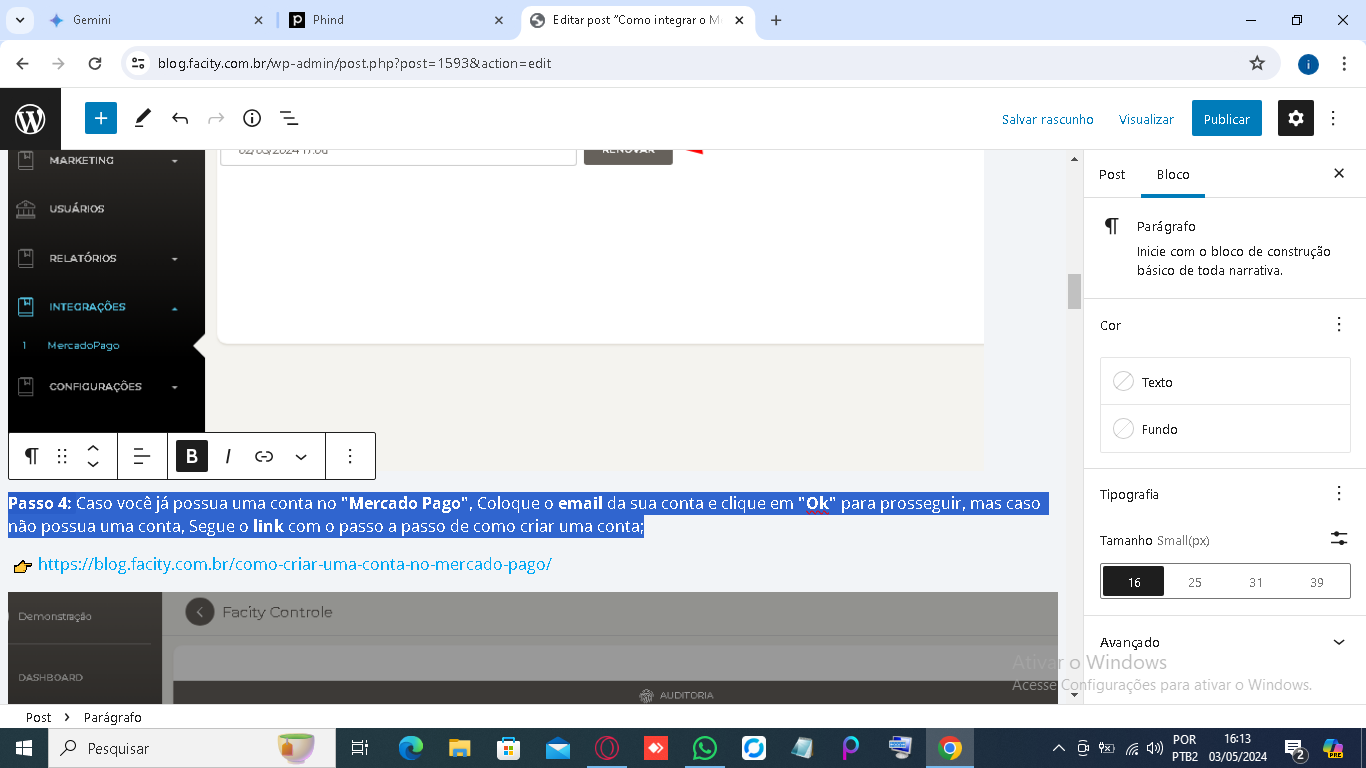 Gemini
Phind
Editar post "Como integrar o M
blog.facity.com.br/wp-admin/post.php?post=1593&action=edit
i
Salvar rascunho
Visualizar
Publicar
MARKETING
02/05/2024 17:06
RENOVAR
USUÁRIOS
RELATÓRIOS
INTEGRAÇÕES
1 MercadoPago
CONFIGURAÇÕES
B I
Passo 4: Caso você já possua uma conta no "Mercado Pago", Coloque o email da sua conta e clique em "Ok" para prosseguir, mas caso
não possua uma conta, Segue o link com o passo a passo de como criar uma conta;
👉 https://blog.facity.com.br/como-criar-uma-conta-no-mercado-pago/
Demonstração
Facity Controle
DASHBOARD
AUDITORIA
Post
Bloco
Parágrafo
Inicie com o bloco de construção
básico de toda narrativa.
Cor
Texto
Fundo
Tipografia
Tamanho Small(px)
16 25 31 39
Avançado
Ativar o Windows
Acesse Configurações para ativar o Windows.
Post > Parágrafo
Pesquisar
POR
PTB2
16:13
03/05/2024
2
PRE